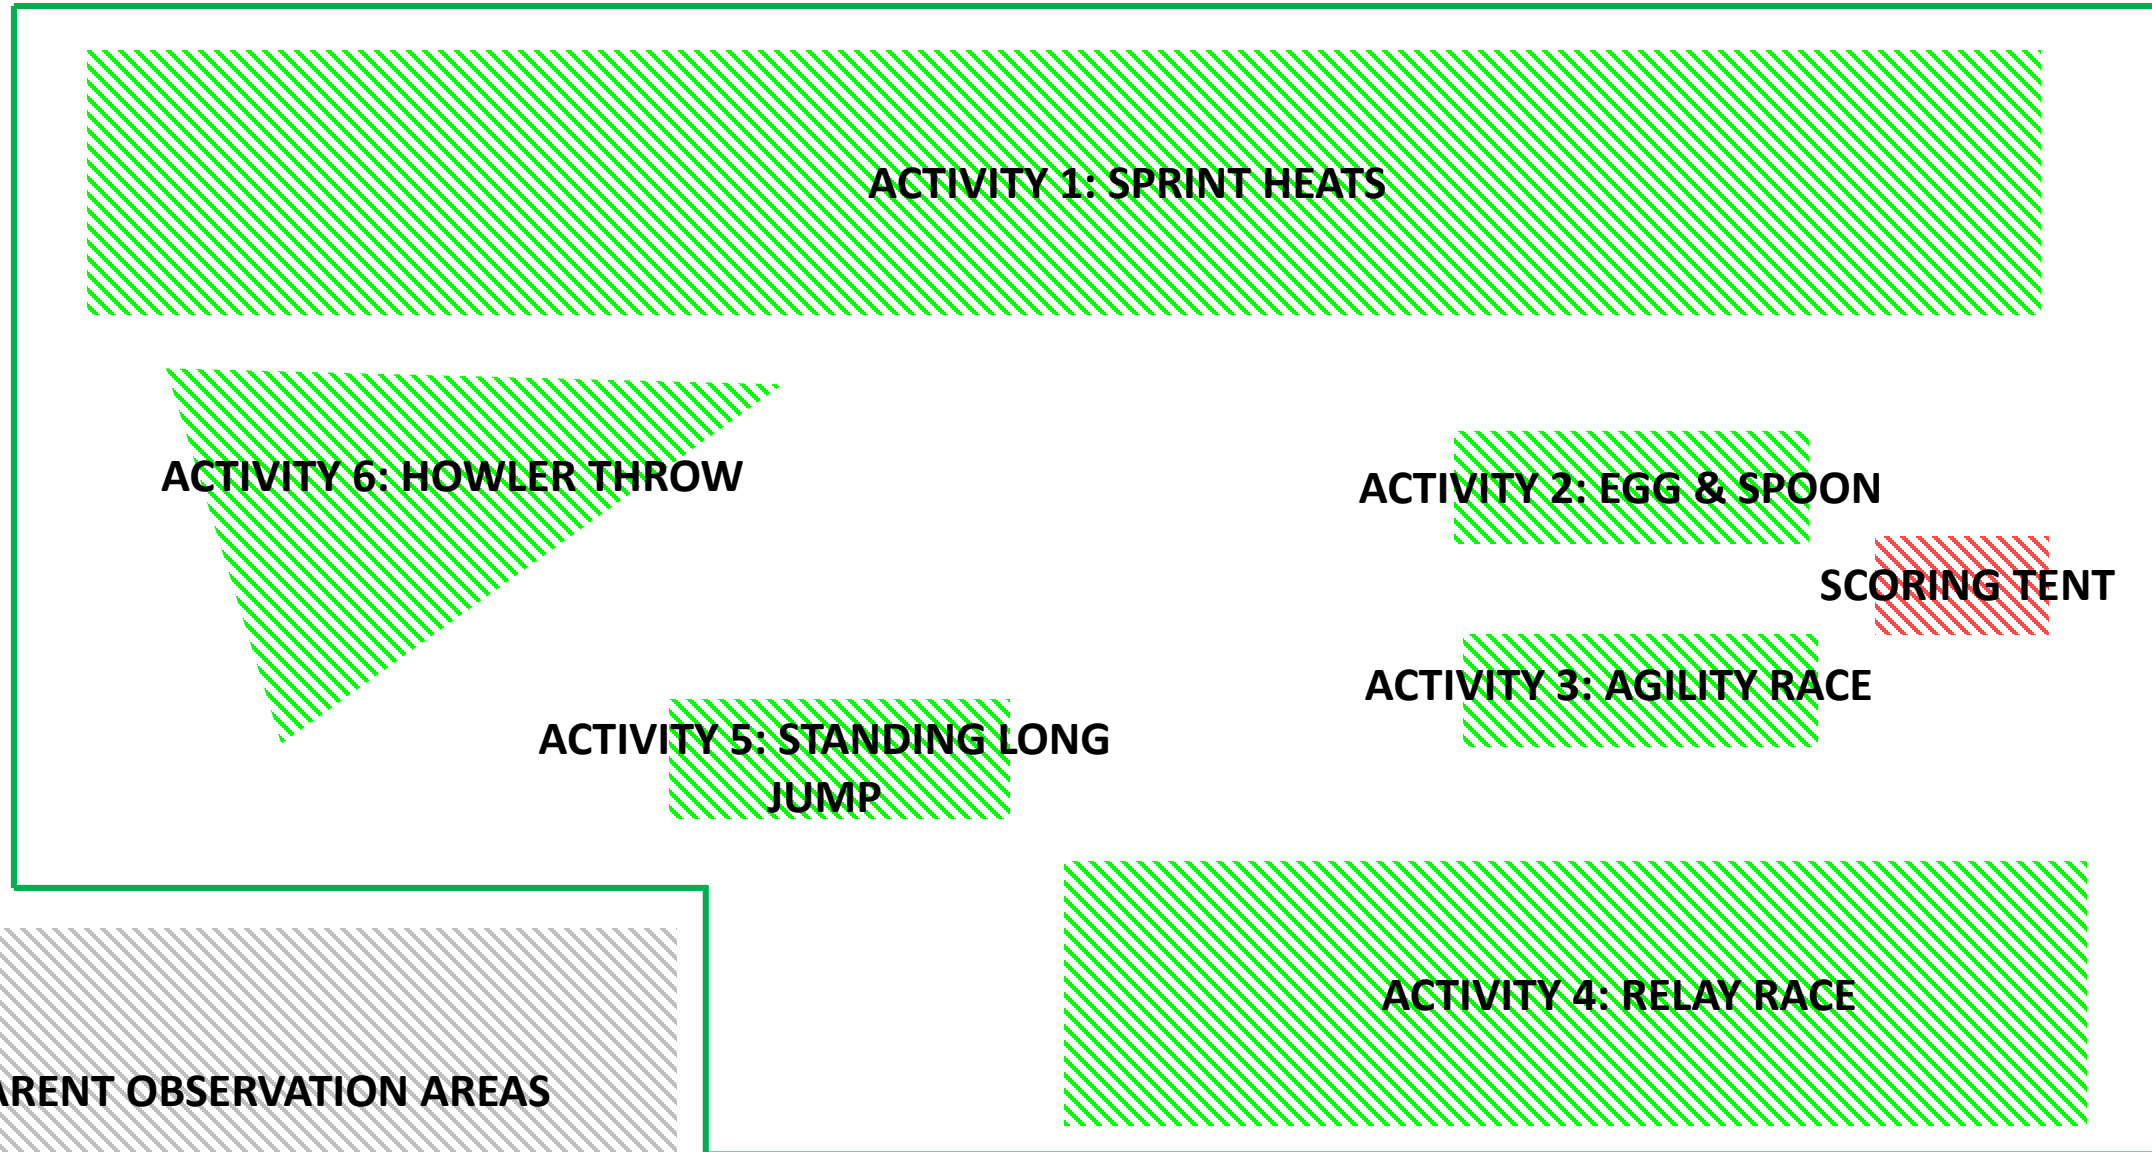 ACTIVITY 1: SPRINT HEATS
ACTIVITY 6: HOWLER THROW
ACTIVITY 2: EGG & SPOON
SCORING TENT
ACTIVITY 3: AGILITY RACE
ACTIVITY 5: STANDING LONG
JUMP
ACTIVITY 4: RELAY RACE
OBSERVATION AREAS